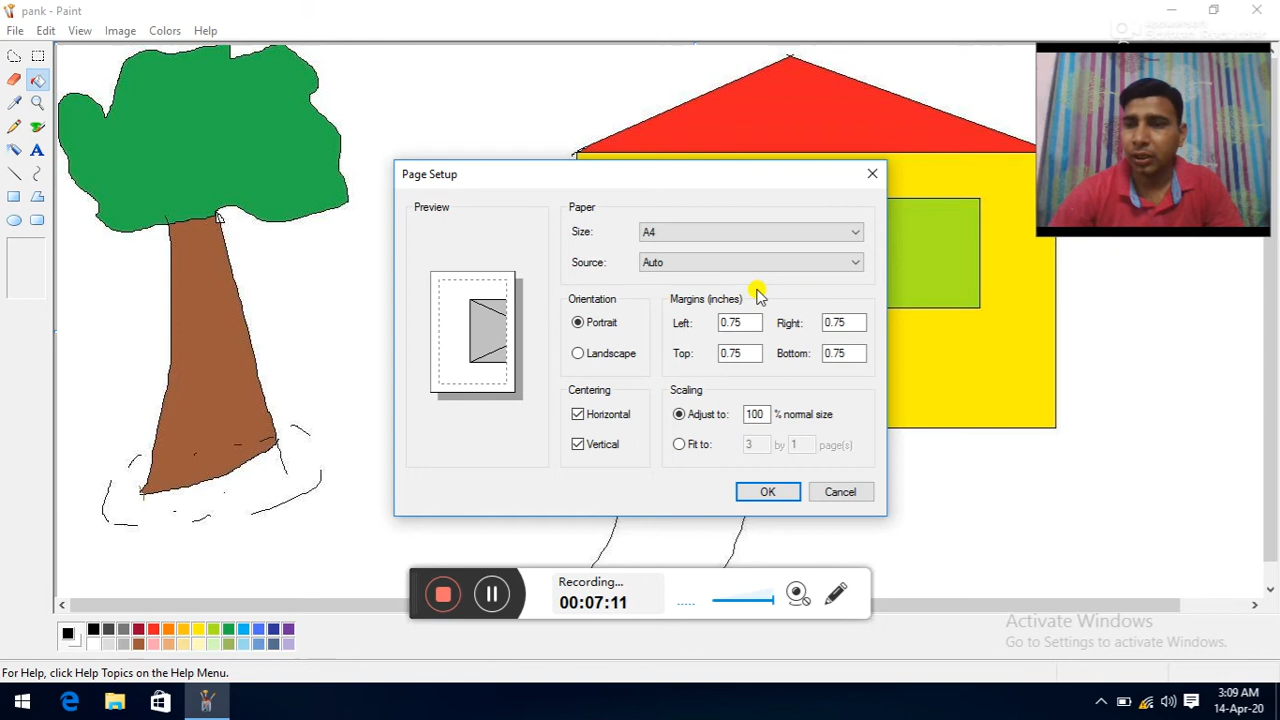 pank - Paint
File Edit View Image Colors Help
Page Setup
Preview
Paper
Size: A4
Source: Auto
Orientation
Portrait
Landscape
Margins (inches)
Left: 0.75 Right: 0.75
Top: 0.75 Bottom: 0.75
Centering
Horizontal
Vertical
Scaling
Adjust to: 100 % normal size
Fit to: 3 by 1 page(s)
OK Cancel
Recording...
00:07:11
Activate Windows
Go to Settings to activate Windows.
For Help, click Help Topics on the Help Menu.
3:09 AM
14-Apr-20